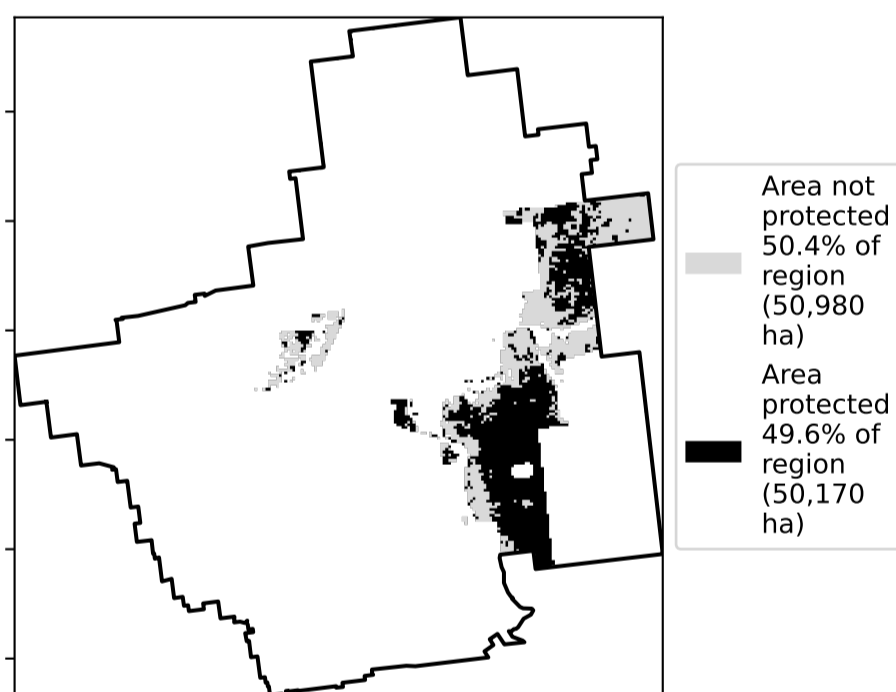 Area not
protected
50.4% of
region
(50,980
ha)
Area
protected
49.6% of
region
(50,170
ha)